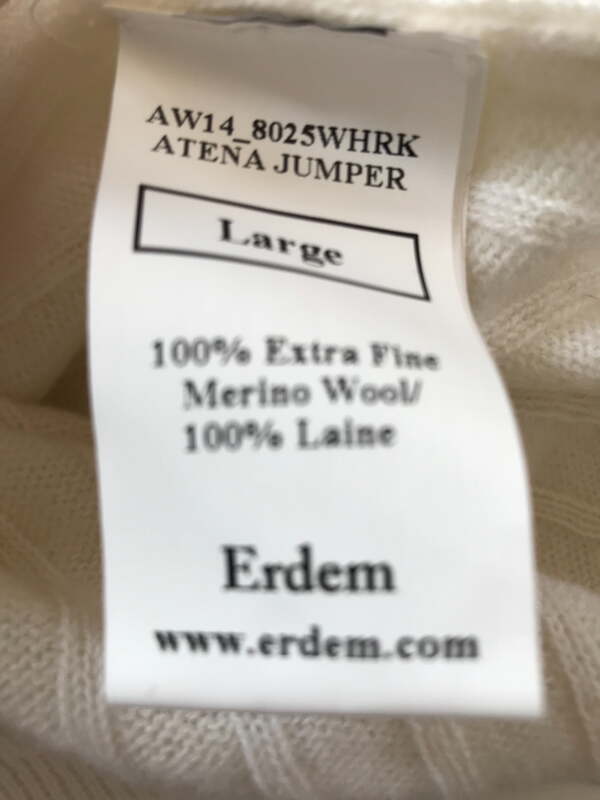 AW14_8025WHRK
ATENA JUMPER
Large
100% Extra Fine
Merino Wool/
100% Laine
Erdem
www.erdem.com